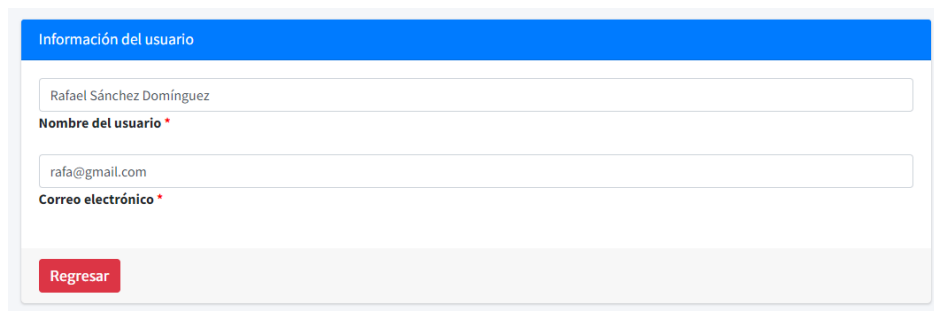 Información del usuario
Rafael Sánchez Domínguez
Nombre del usuario *
rafa@gmail.com
Correo electrónico *
Regresar